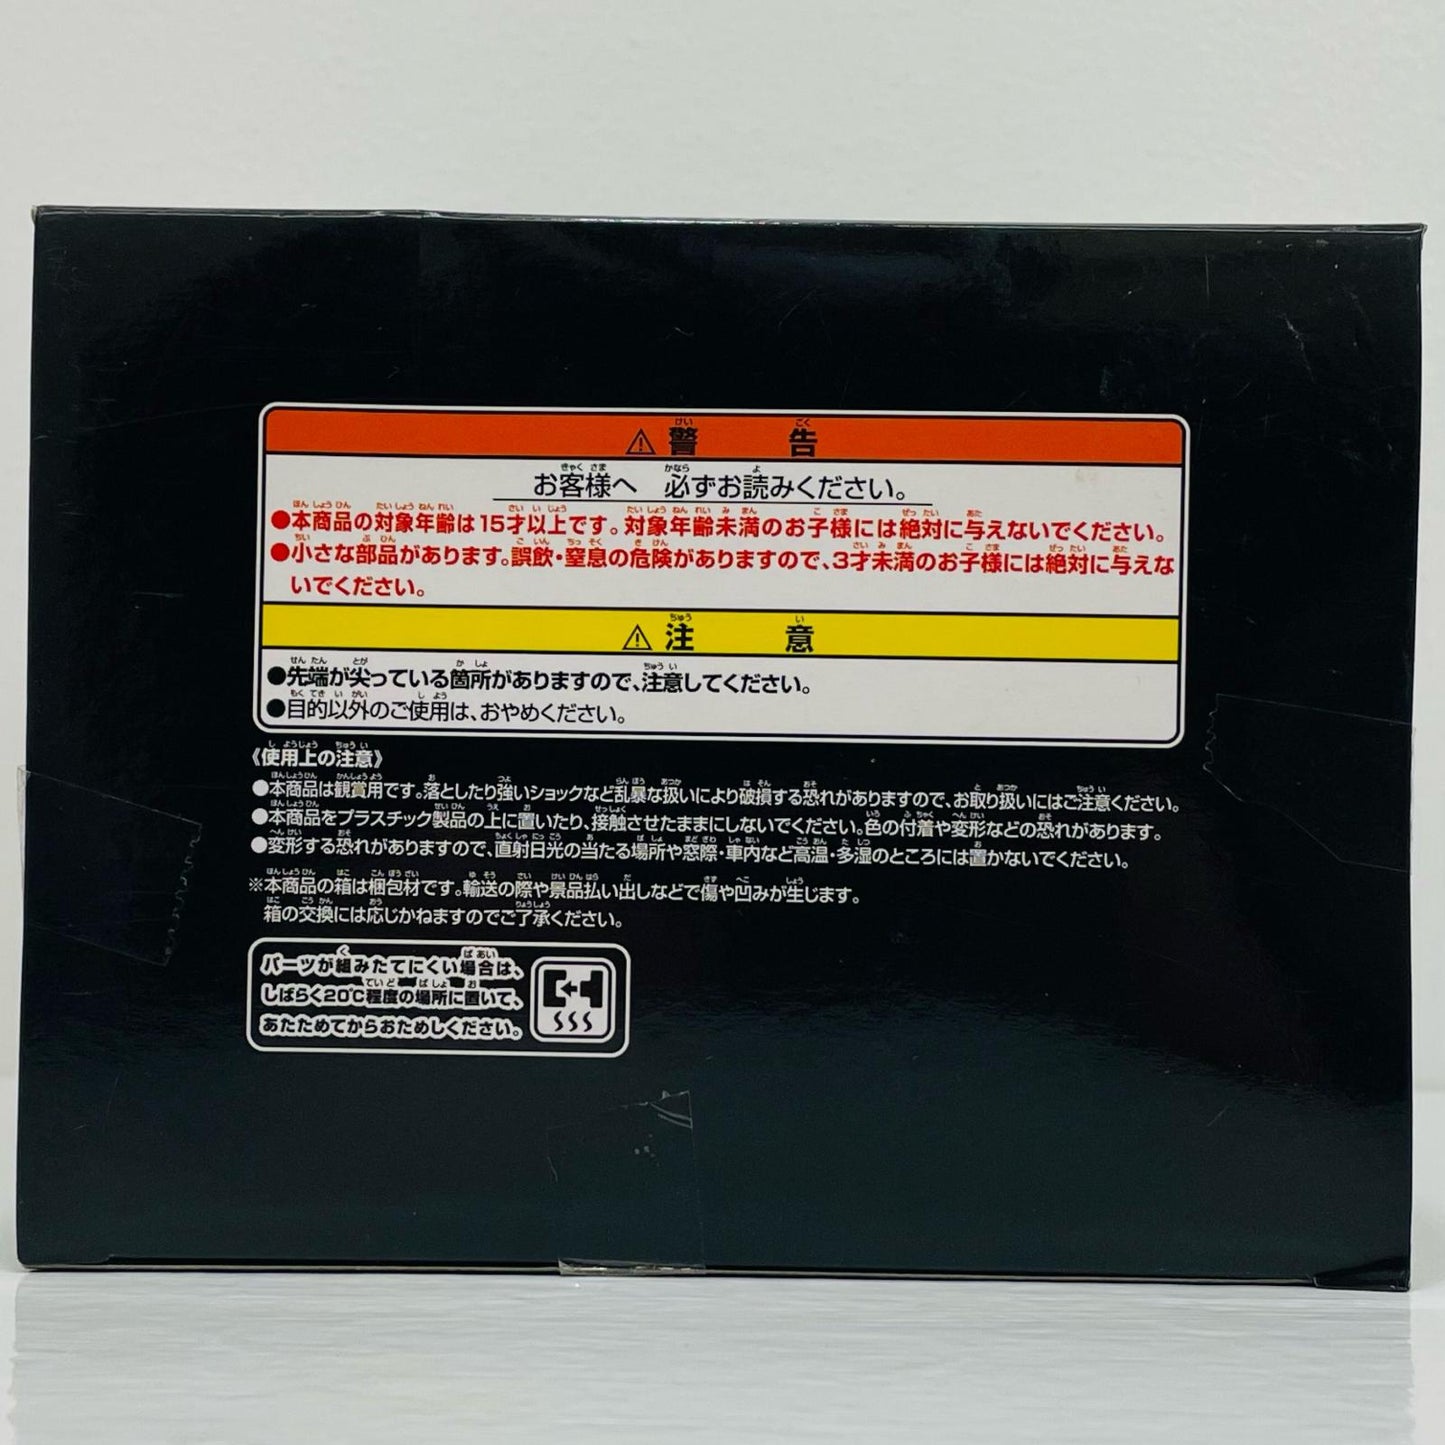 ⚠警告
お客様へ 必ずお読みください。
●本商品の対象年齢は15才以上です。対象年齢未満のお子様には絶対に与えないでください。
●小さな部品があります。誤飲・窒息の危険がありますので、3才未満のお子様には絶対に与えな
いでください。
⚠注意
●先端が尖っている箇所がありますので、注意してください。
●目的以外のご使用は、おやめください。
《使用上の注意》
●本商品は観賞用です。落としたり強いショックなど乱暴な扱いにより破損する恐れがありますので、お取り扱いにはご注意ください。
●本商品をプラスチック製品の上に置いたり、接触させたままにしないでください。色の付着や変形などの恐れがあります。
●変形する恐れがありますので、直射日光の当たる場所や窓際・車内など高温・多湿のところには置かないでください。
※本商品の箱は梱包材です。輸送の際や景品払い出しなどで傷や凹みが生じます。
箱の交換には応じかねますのでご了承ください。
パーツが組みたてにくい場合は、
しばらく20℃程度の場所に置いて、
あたためてからおためしください。